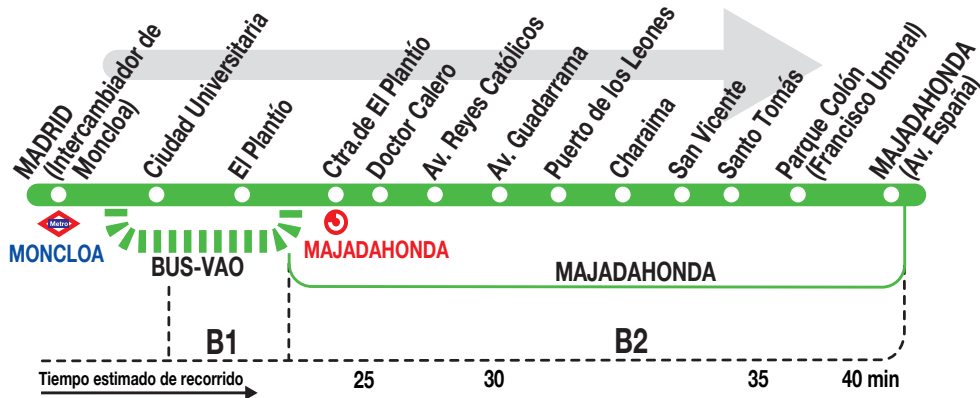 MADRID
(Intercambiador de
Moncloa)
Ciudad Universitaria
El Plantío
Ctra.de El Plantío
Doctor Calero
Av. Reyes Católicos
Av. Guadarrama
Puerto de los Leones
Charaima
San Vicente
Santo Tomás
Parque Colón
(Francisco Umbral)
MAJADAHONDA
(Av. España)
Metro
MONCLOA
BUS-VAO
MAJADAHONDA
MAJADAHONDA
B1
B2
Tiempo estimado de recorrido
25
30
35
40 min